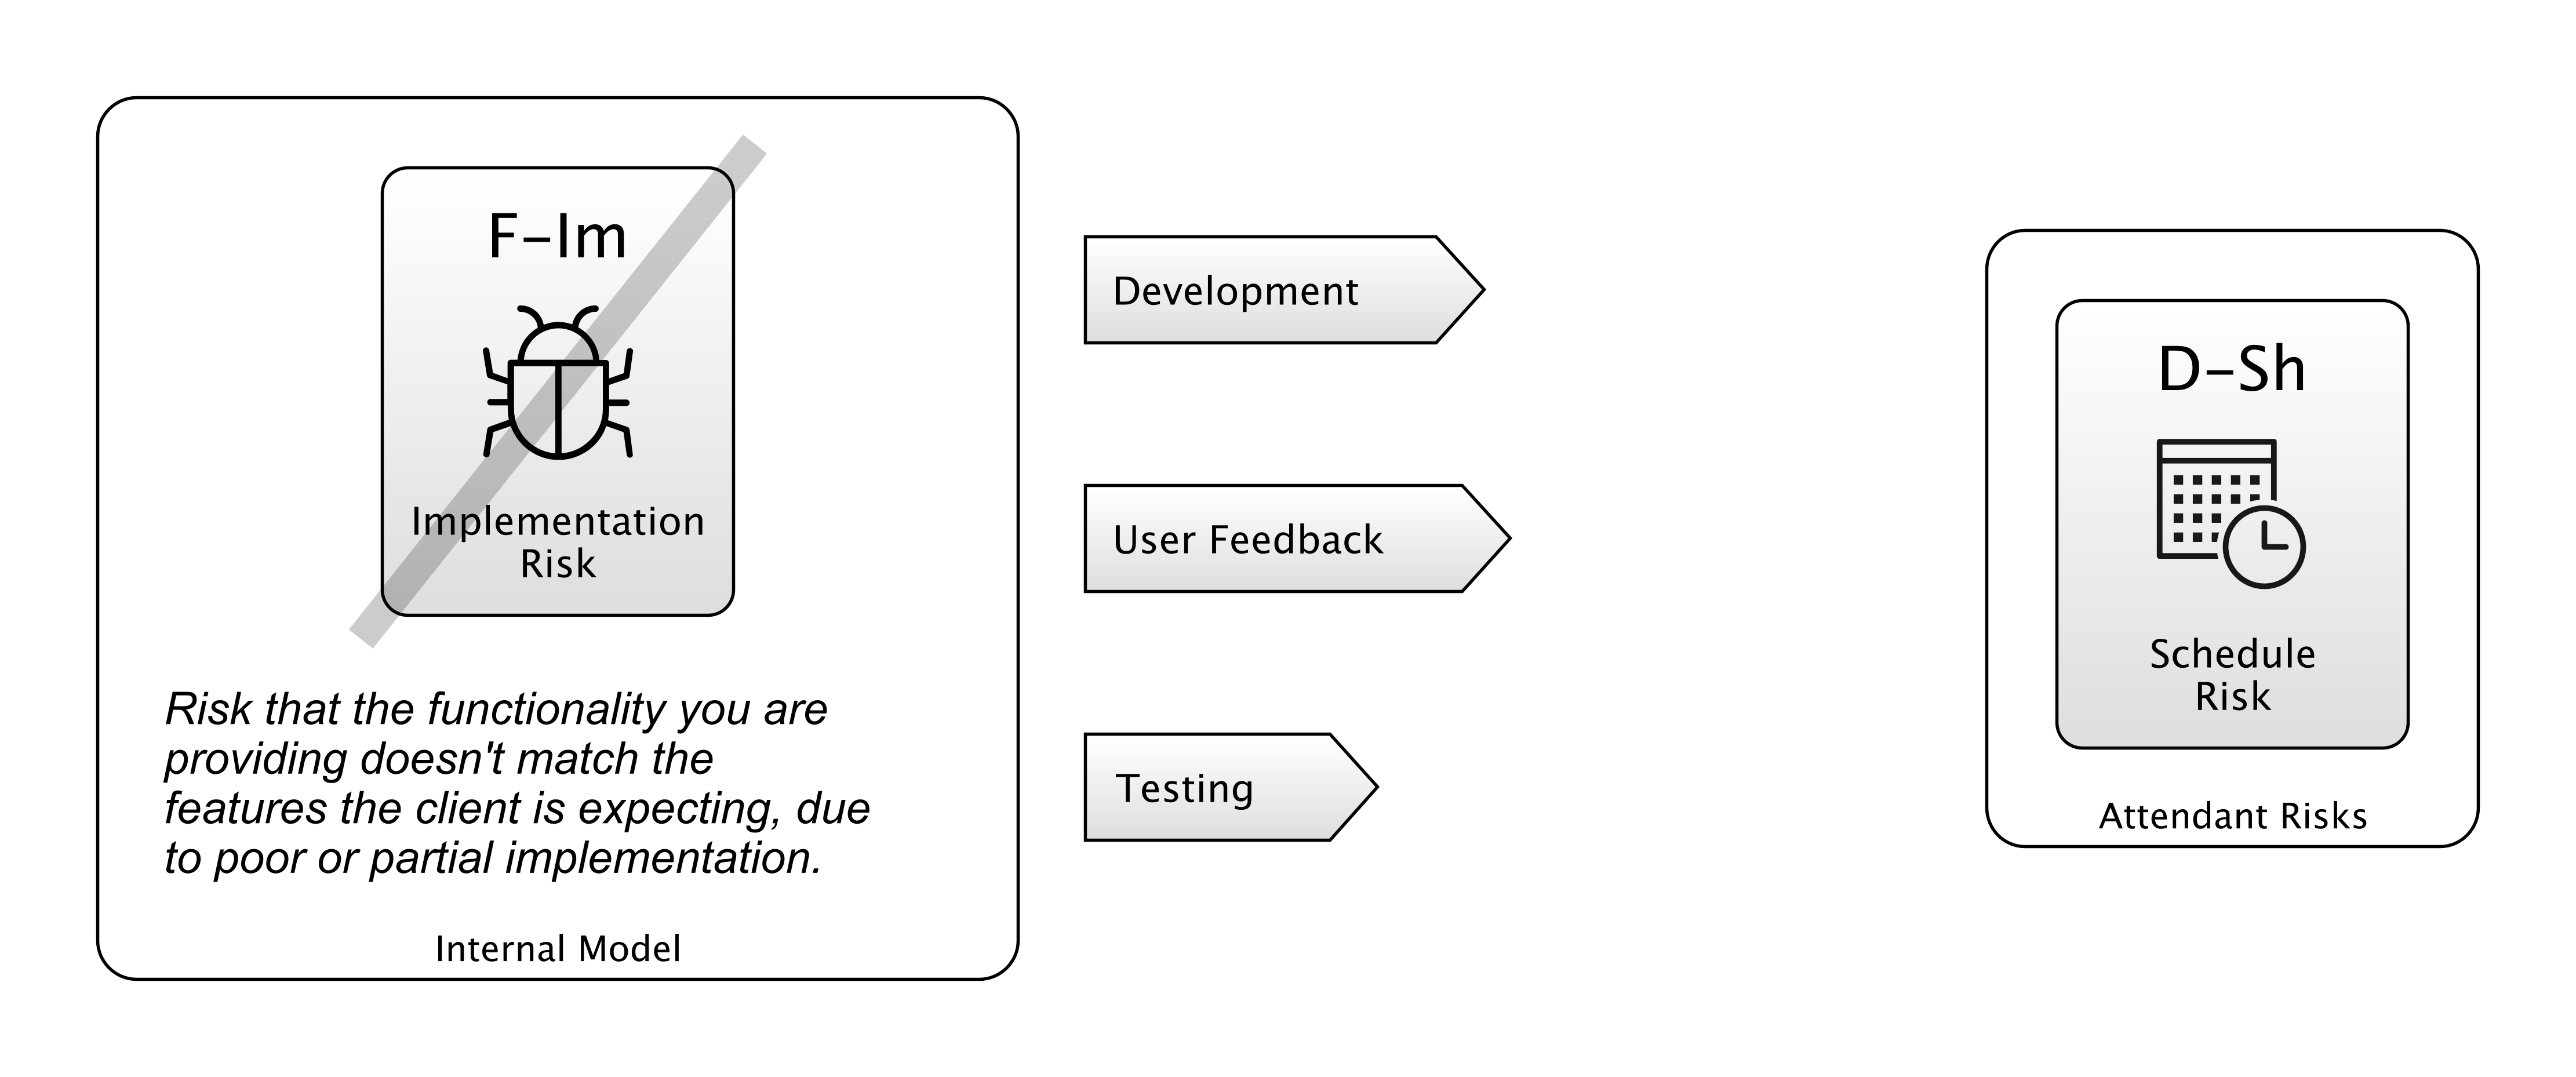 F-Im
Implementation
Risk
Risk that the functionality you are
providing doesn't match the
features the client is expecting, due
to poor or partial implementation.
Internal Model
Development
User Feedback
Testing
D-Sh
Schedule
Risk
Attendant Risks